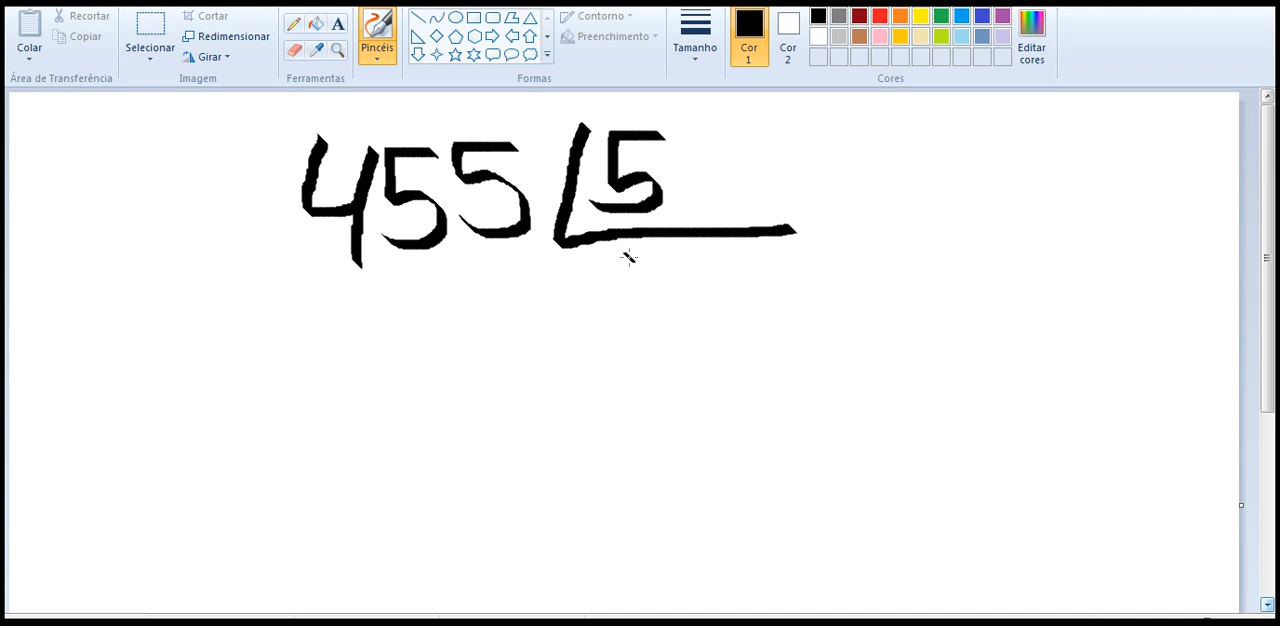 Colar
Recortar
Copiar
Área de Transferência
Selecionar
Cortar
Redimensionar
Girar
Imagem
A
Ferramentas
Pincéis
Formas
Contorno
Preenchimento
Tamanho
Cor 1
Cor 2
Editar cores
Cores
455 5